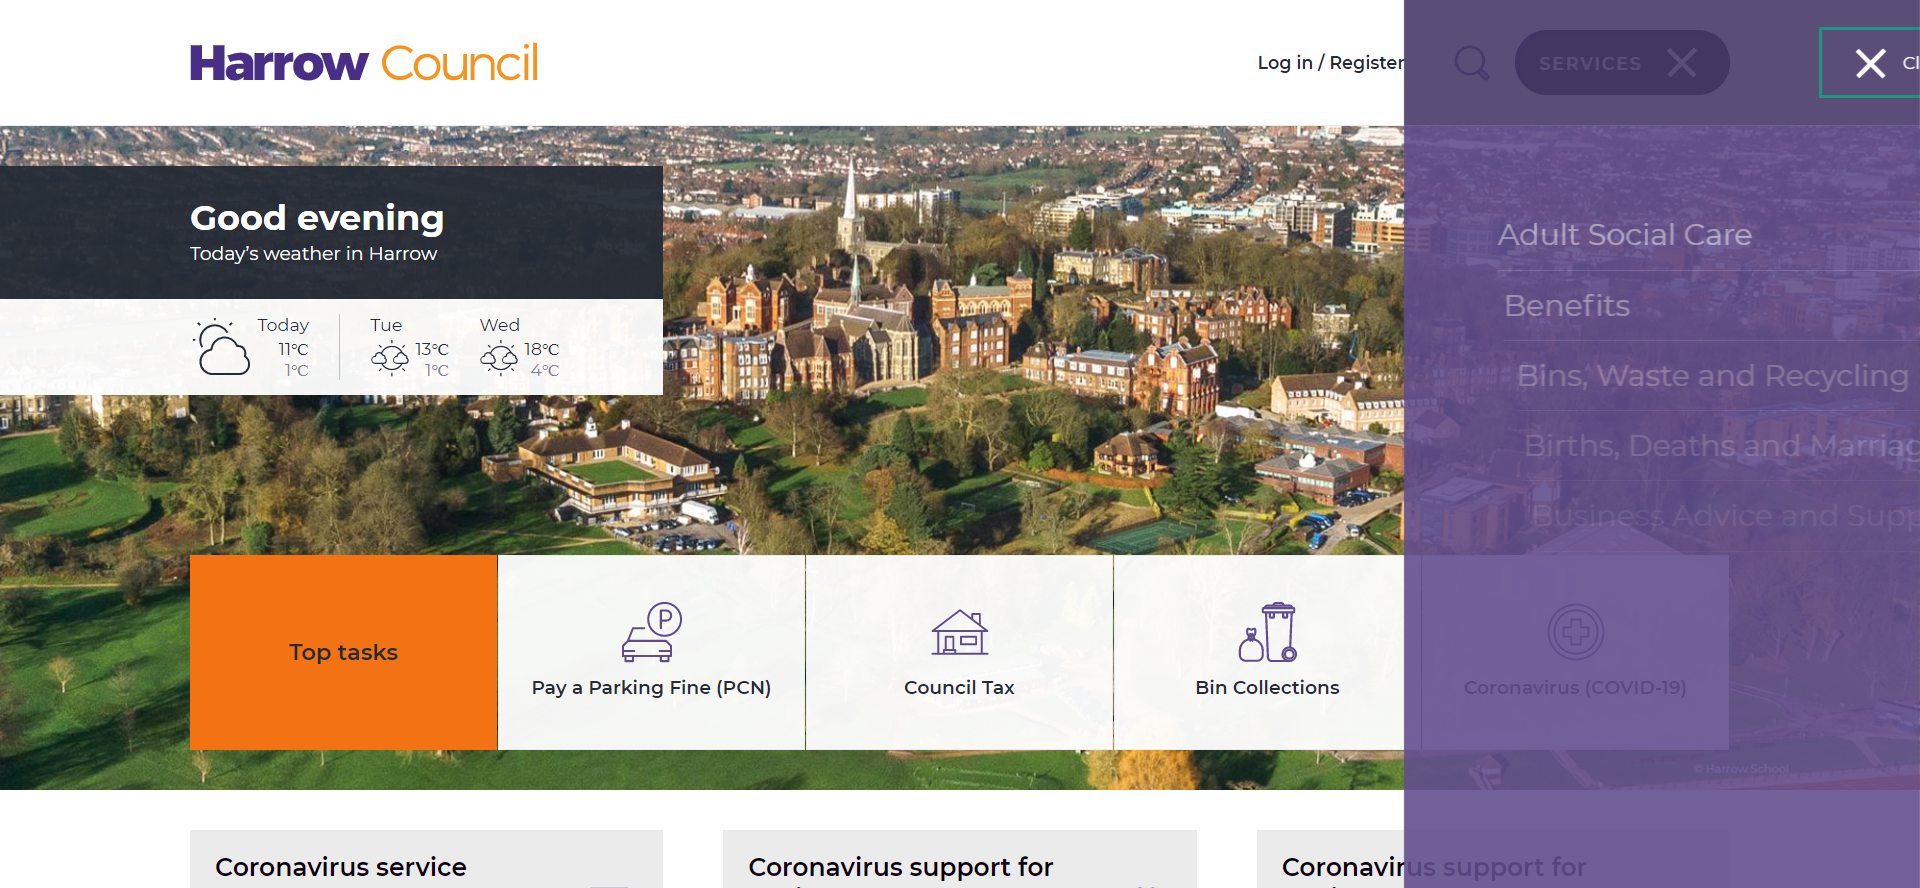 Harrow Council
Log in / Register
SERVICES
Cl
Good evening
Today's weather in Harrow
Today
11°C
1°C
Tue
13°C
1°C
Wed
18°C
4°C
Adult Social Care
Benefits
Bins, Waste and Recycling
Births, Deaths and Marriag
Business Advice and Supp
Top tasks
P
Pay a Parking Fine (PCN)
Council Tax
Bin Collections
Coronavirus (COVID-19)
© Harrow School
Coronavirus service
Coronavirus support for
Coronavirus support for